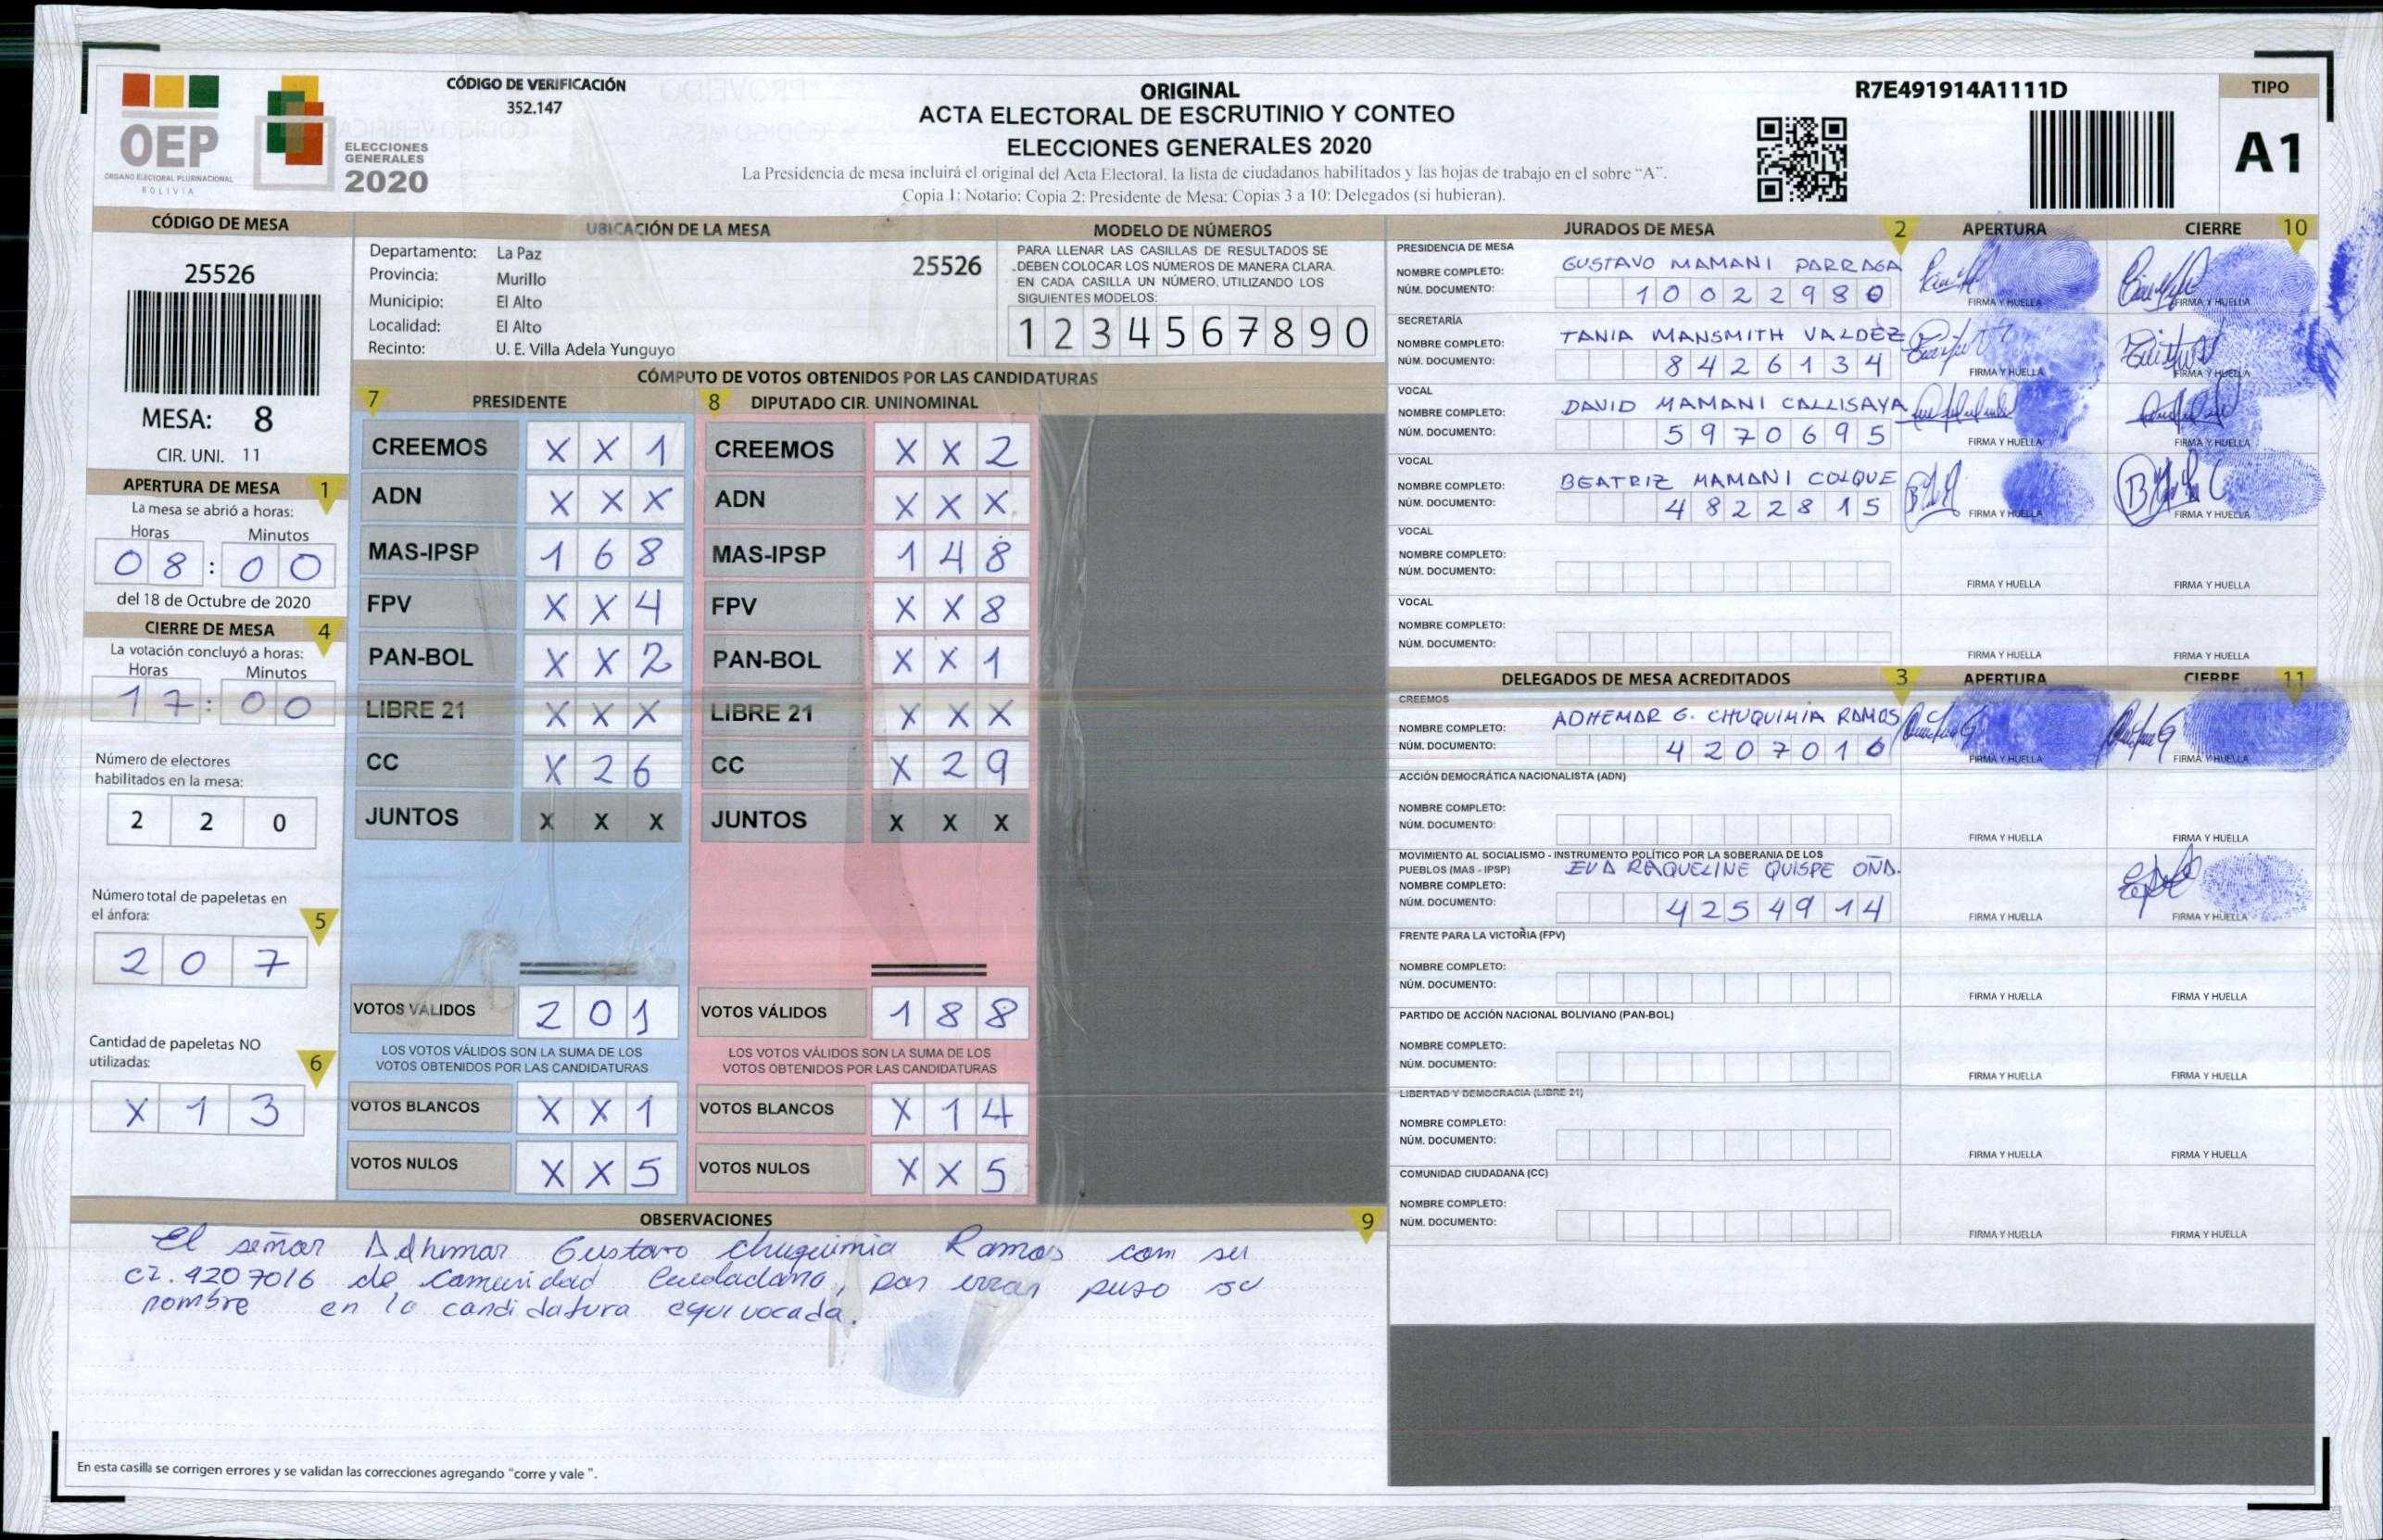 CÓDIGO DE VERIFICACIÓN
352.147
OEP
ÓRGANO ELECTORAL PLURINACIONAL
BOLIVIA
ELECCIONES
GENERALES
2020
ORIGINAL
ACTA ELECTORAL DE ESCRUTINIO Y CONTEO
ELECCIONES GENERALES 2020
La Presidencia de mesa incluirá el original del Acta Electoral, la lista de ciudadanos habilitados y las hojas de trabajo en el sobre “A”.
Copia 1: Notario; Copia 2: Presidente de Mesa; Copias 3 a 10: Delegados (si hubieran).
R7E491914A1111D
TIPO
A1
CÓDIGO DE MESA
25526
MESA: 8
CIR. UNI. 11
APERTURA DE MESA 1
La mesa se abrió a horas:
Horas Minutos
08:00
del 18 de Octubre de 2020
CIERRE DE MESA 4
La votación concluyó a horas:
Horas Minutos
17:00
Número de electores
habilitados en la mesa:
2 2 0
Número total de papeletas en
el ánfora: 5
2 0 7
Cantidad de papeletas NO
utilizadas: 6
X 1 3
UBICACIÓN DE LA MESA
Departamento: La Paz
Provincia: Murillo
Municipio: El Alto
Localidad: El Alto
Recinto: U. E. Villa Adela Yunguyo
25526
MODELO DE NÚMEROS
PARA LLENAR LAS CASILLAS DE RESULTADOS SE
DEBEN COLOCAR LOS NÚMEROS DE MANERA CLARA.
EN CADA CASILLA UN NÚMERO, UTILIZANDO LOS
SIGUIENTES MODELOS:
1 2 3 4 5 6 7 8 9 0
CÓMPUTO DE VOTOS OBTENIDOS POR LAS CANDIDATURAS
7 PRESIDENTE
CREEMOS X X 1
ADN X X X
MAS-IPSP 1 6 8
FPV X X 4
PAN-BOL X X 2
LIBRE 21 X X X
CC X 2 6
JUNTOS X X X
VOTOS VÁLIDOS 2 0 1
LOS VOTOS VÁLIDOS SON LA SUMA DE LOS
VOTOS OBTENIDOS POR LAS CANDIDATURAS
VOTOS BLANCOS X X 1
VOTOS NULOS X X 5
8 DIPUTADO CIR. UNINOMINAL
CREEMOS X X 2
ADN X X X
MAS-IPSP 1 4 8
FPV X X 8
PAN-BOL X X 1
LIBRE 21 X X X
CC X 2 9
JUNTOS X X X
VOTOS VÁLIDOS 1 8 8
LOS VOTOS VÁLIDOS SON LA SUMA DE LOS
VOTOS OBTENIDOS POR LAS CANDIDATURAS
VOTOS BLANCOS X 1 4
VOTOS NULOS X X 5
OBSERVACIONES 9
El señor Adhmar Gustavo Chuquimia Ramos com su
CI. 4207016 de Comunidad Ciudadana, por error puso su
nombre en la candidatura equivocada.
En esta casilla se corrigen errores y se validan las correcciones agregando “corre y vale ”.
JURADOS DE MESA 2 APERTURA CIERRE 10
PRESIDENCIA DE MESA
NOMBRE COMPLETO: GUSTAVO MAMANI PARRAGA
NÚM. DOCUMENTO: 10022980
FIRMA Y HUELLA FIRMA Y HUELLA
SECRETARÍA
NOMBRE COMPLETO: TANIA MANSMITH VALDEZ
NÚM. DOCUMENTO: 8426134
FIRMA Y HUELLA FIRMA Y HUELLA
VOCAL
NOMBRE COMPLETO: DAVID MAMANI CALLISAYA
NÚM. DOCUMENTO: 5970695
FIRMA Y HUELLA FIRMA Y HUELLA
VOCAL
NOMBRE COMPLETO: BEATRIZ MAMANI COLQUE
NÚM. DOCUMENTO: 4822815
FIRMA Y HUELLA FIRMA Y HUELLA
VOCAL
NOMBRE COMPLETO:
NÚM. DOCUMENTO:
FIRMA Y HUELLA FIRMA Y HUELLA
VOCAL
NOMBRE COMPLETO:
NÚM. DOCUMENTO:
FIRMA Y HUELLA FIRMA Y HUELLA
DELEGADOS DE MESA ACREDITADOS 3 APERTURA CIERRE 11
CREEMOS
NOMBRE COMPLETO: ADHEMAR G. CHUQUIMIA RAMOS
NÚM. DOCUMENTO: 4207016
FIRMA Y HUELLA FIRMA Y HUELLA
ACCIÓN DEMOCRÁTICA NACIONALISTA (ADN)
NOMBRE COMPLETO:
NÚM. DOCUMENTO:
FIRMA Y HUELLA FIRMA Y HUELLA
MOVIMIENTO AL SOCIALISMO - INSTRUMENTO POLÍTICO POR LA SOBERANIA DE LOS
PUEBLOS (MAS - IPSP) EVA RAQUELINE QUISPE OÑA.
NOMBRE COMPLETO:
NÚM. DOCUMENTO: 4254914
FIRMA Y HUELLA FIRMA Y HUELLA
FRENTE PARA LA VICTORIA (FPV)
NOMBRE COMPLETO:
NÚM. DOCUMENTO:
FIRMA Y HUELLA FIRMA Y HUELLA
PARTIDO DE ACCIÓN NACIONAL BOLIVIANO (PAN-BOL)
NOMBRE COMPLETO:
NÚM. DOCUMENTO:
FIRMA Y HUELLA FIRMA Y HUELLA
LIBERTAD Y DEMOCRACIA (LIBRE 21)
NOMBRE COMPLETO:
NÚM. DOCUMENTO:
FIRMA Y HUELLA FIRMA Y HUELLA
COMUNIDAD CIUDADANA (CC)
NOMBRE COMPLETO:
NÚM. DOCUMENTO:
FIRMA Y HUELLA FIRMA Y HUELLA